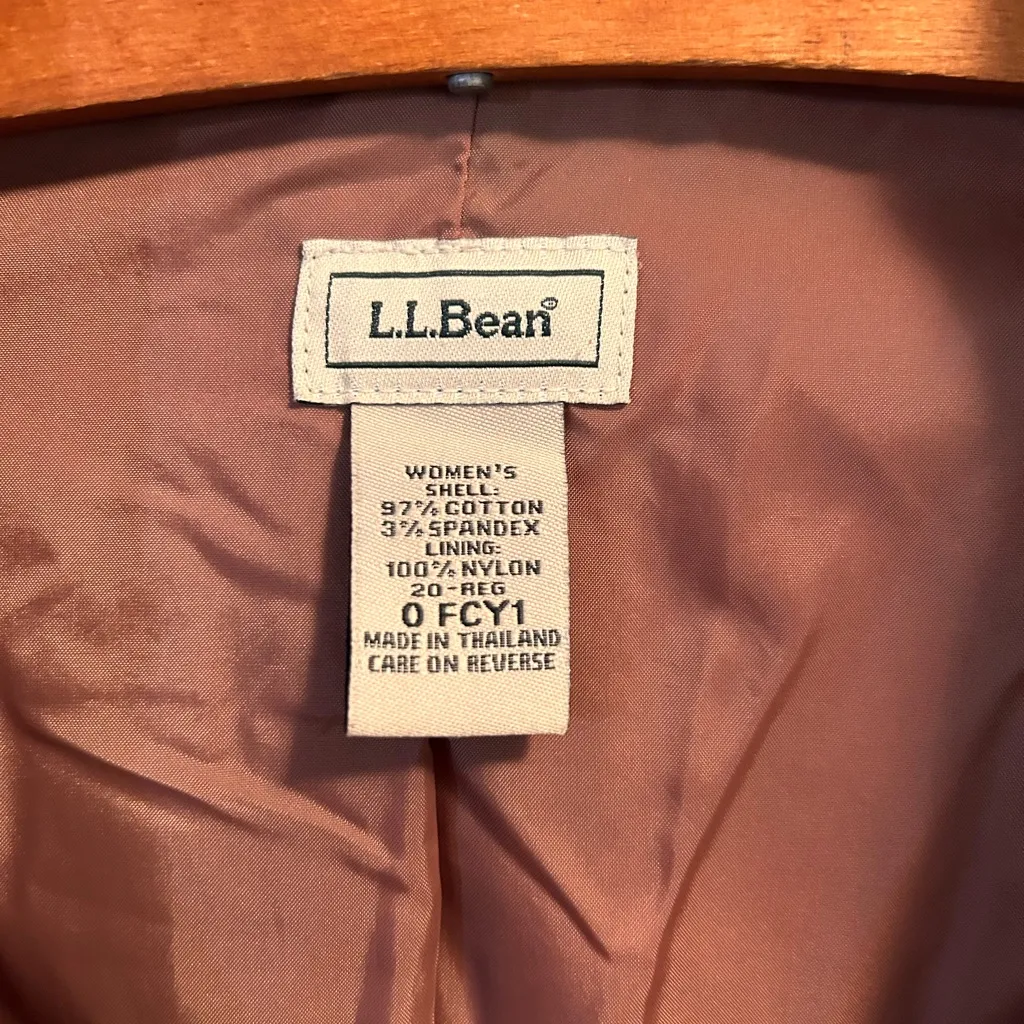 L.L.Bean®
WOMEN'S
SHELL:
97% COTTON
3% SPANDEX
LINING:
100% NYLON
20-REG
0 FCY1
MADE IN THAILAND
CARE ON REVERSE